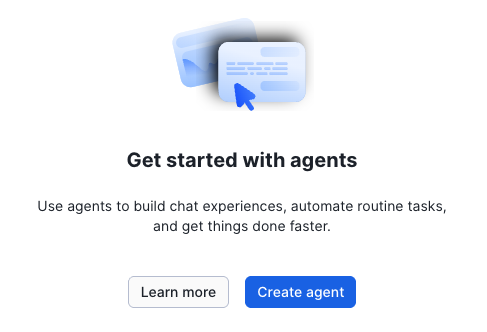 Get started with agents
Use agents to build chat experiences, automate routine tasks,
and get things done faster.
Learn more
Create agent